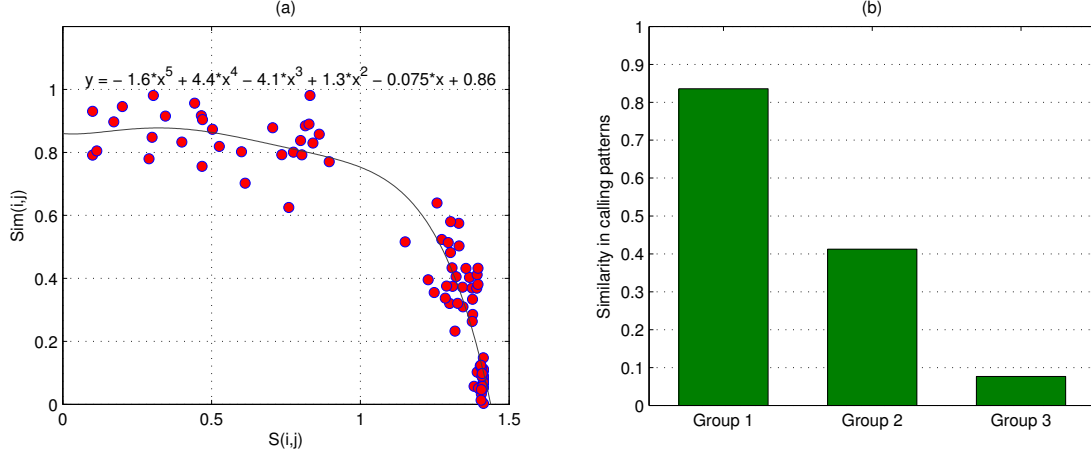 (a)
y = − 1.6*x^5 + 4.4*x^4 − 4.1*x^3 + 1.3*x^2 − 0.075*x + 0.86
1
0.8
0.6
0.4
0.2
0
Sim(i,j)
0 0.5 1 1.5
S(i,j)
(b)
1
0.9
0.8
0.7
0.6
0.5
0.4
0.3
0.2
0.1
0
Similarity in calling patterns
Group 1 Group 2 Group 3